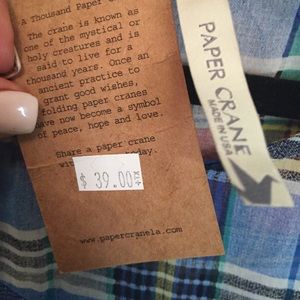 A Thousand Paper
The crane is known as
one of the mystical or
holy creatures and is
said to live for a
thousand years. Once an
ancient practice to
grant good wishes,
folding paper cranes
have now become a symbol
of peace, hope and love.
Share a paper crane
today.
$ 39.00
www.papercranela.com
PAPER CRANE
MADE IN USA